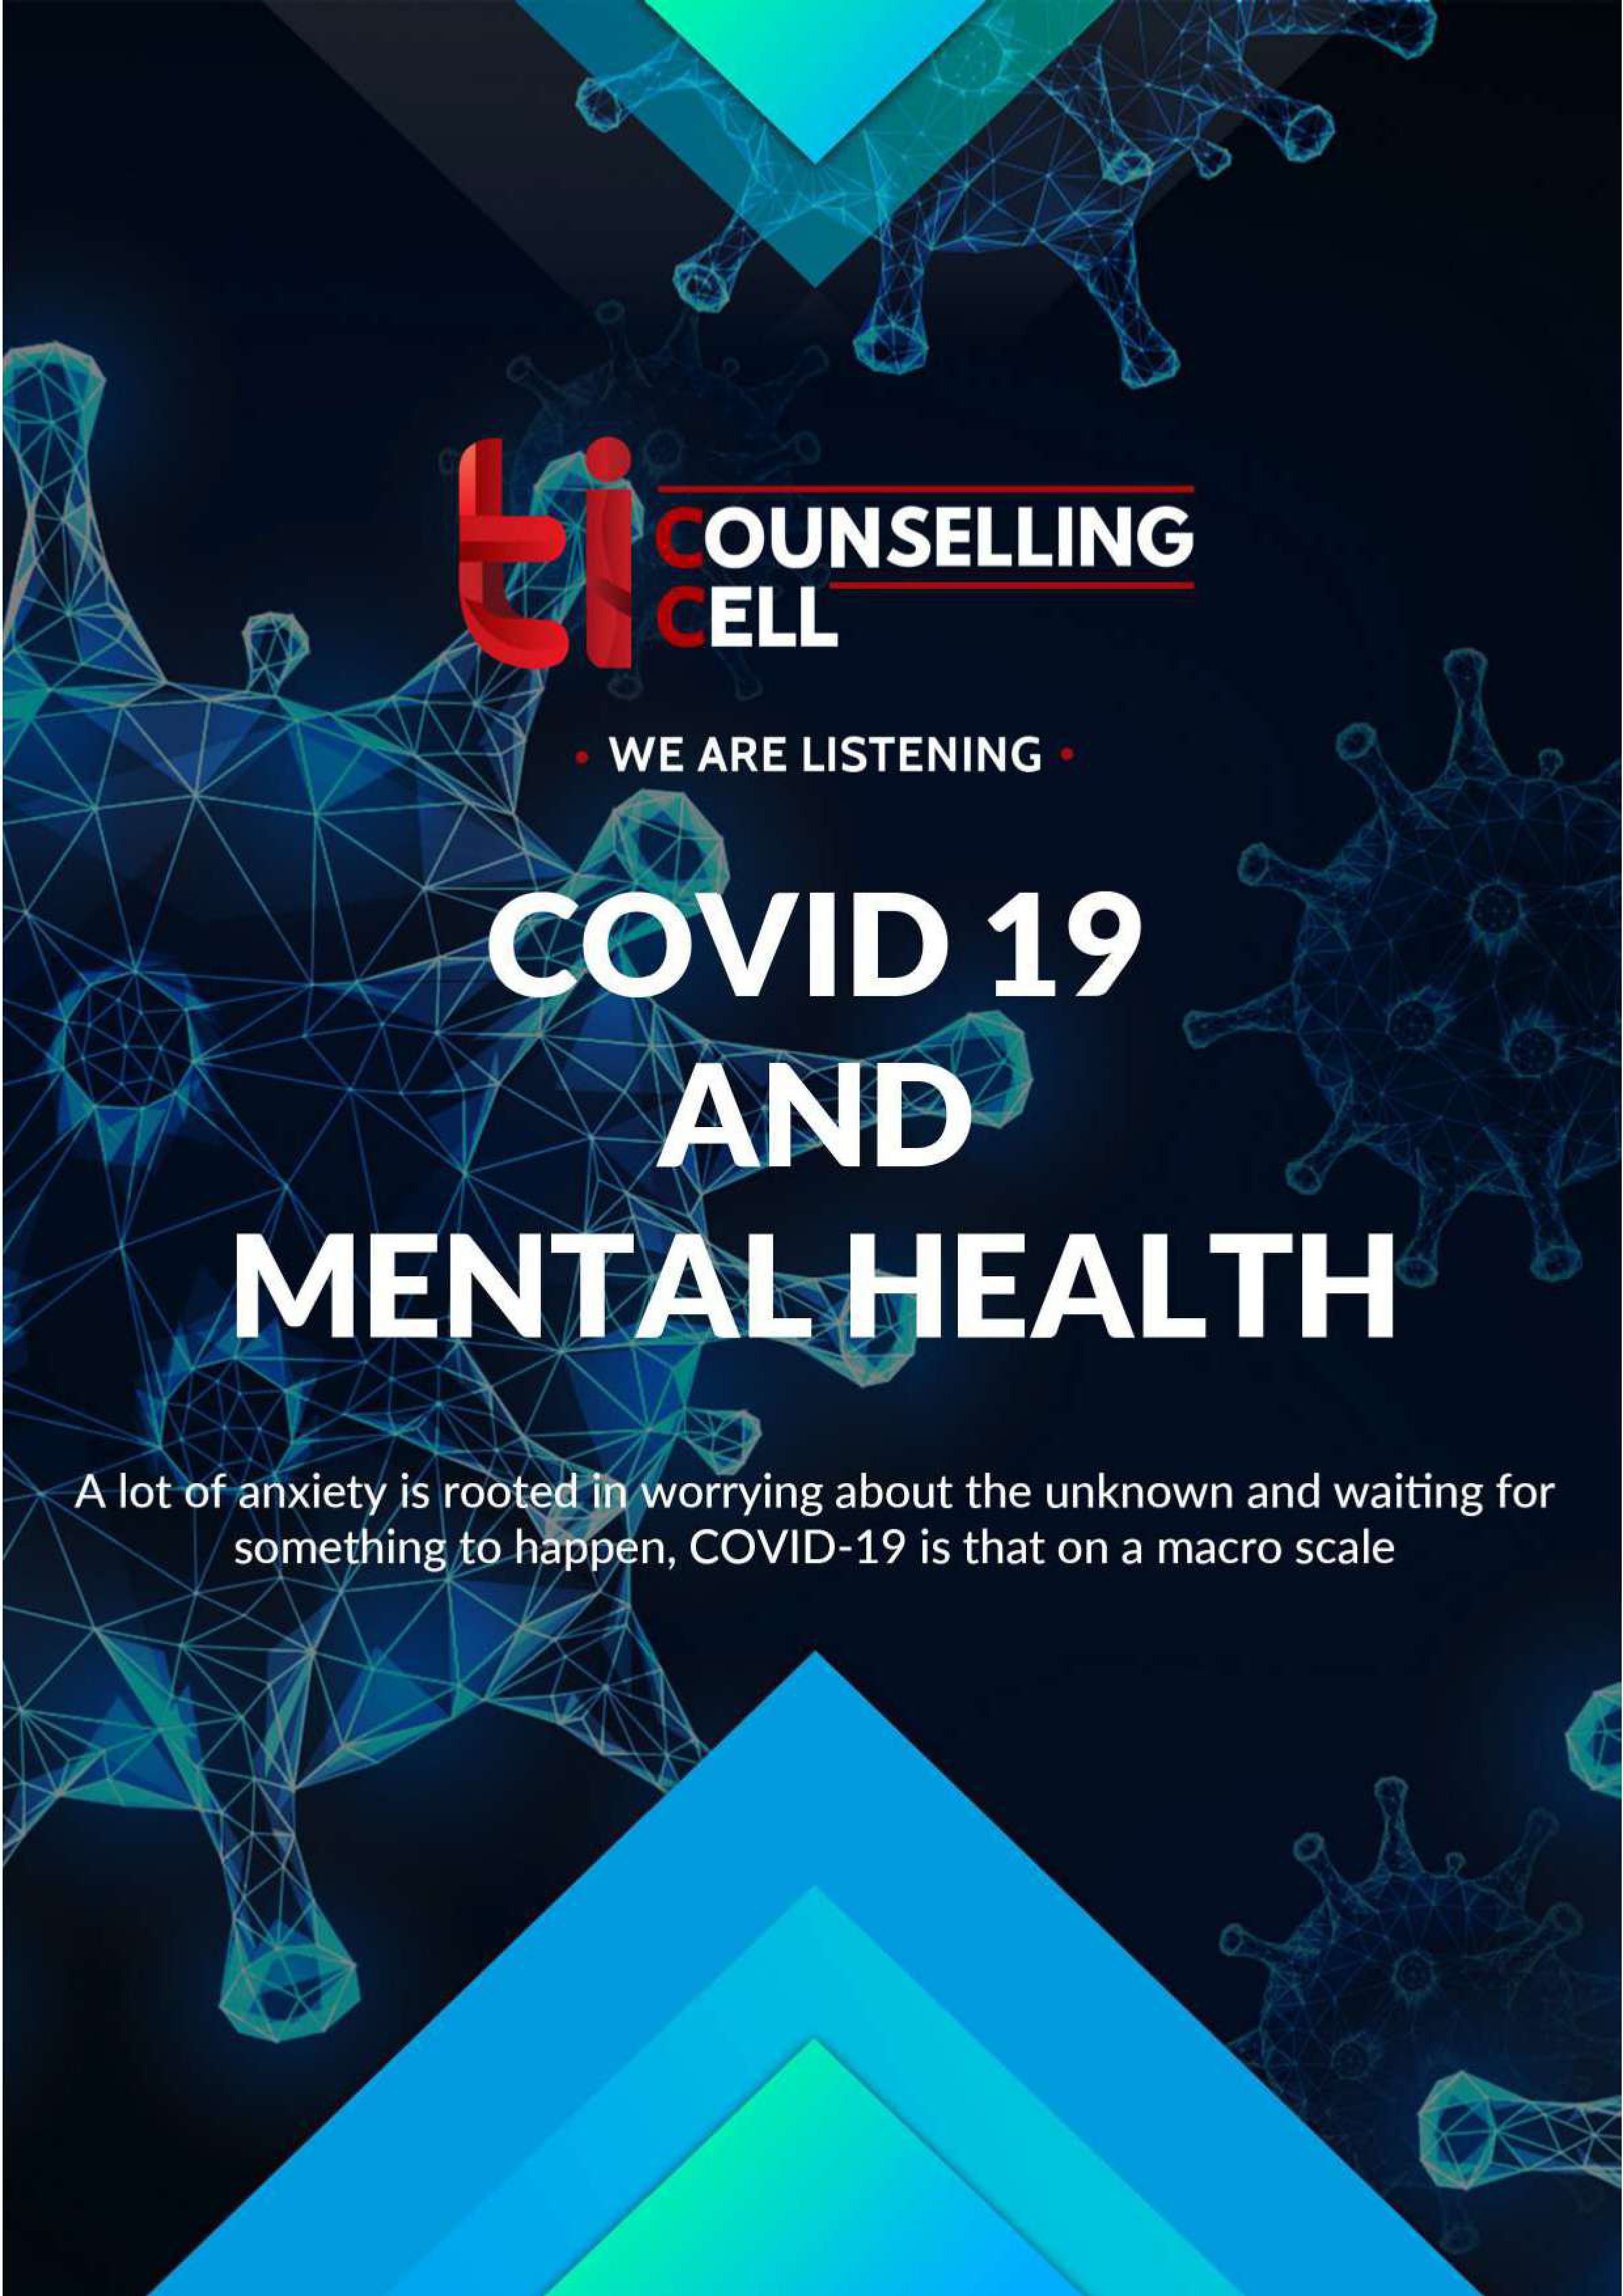 ti COUNSELLING
CELL
• WE ARE LISTENING •
COVID 19
AND
MENTAL HEALTH
A lot of anxiety is rooted in worrying about the unknown and waiting for
something to happen, COVID-19 is that on a macro scale